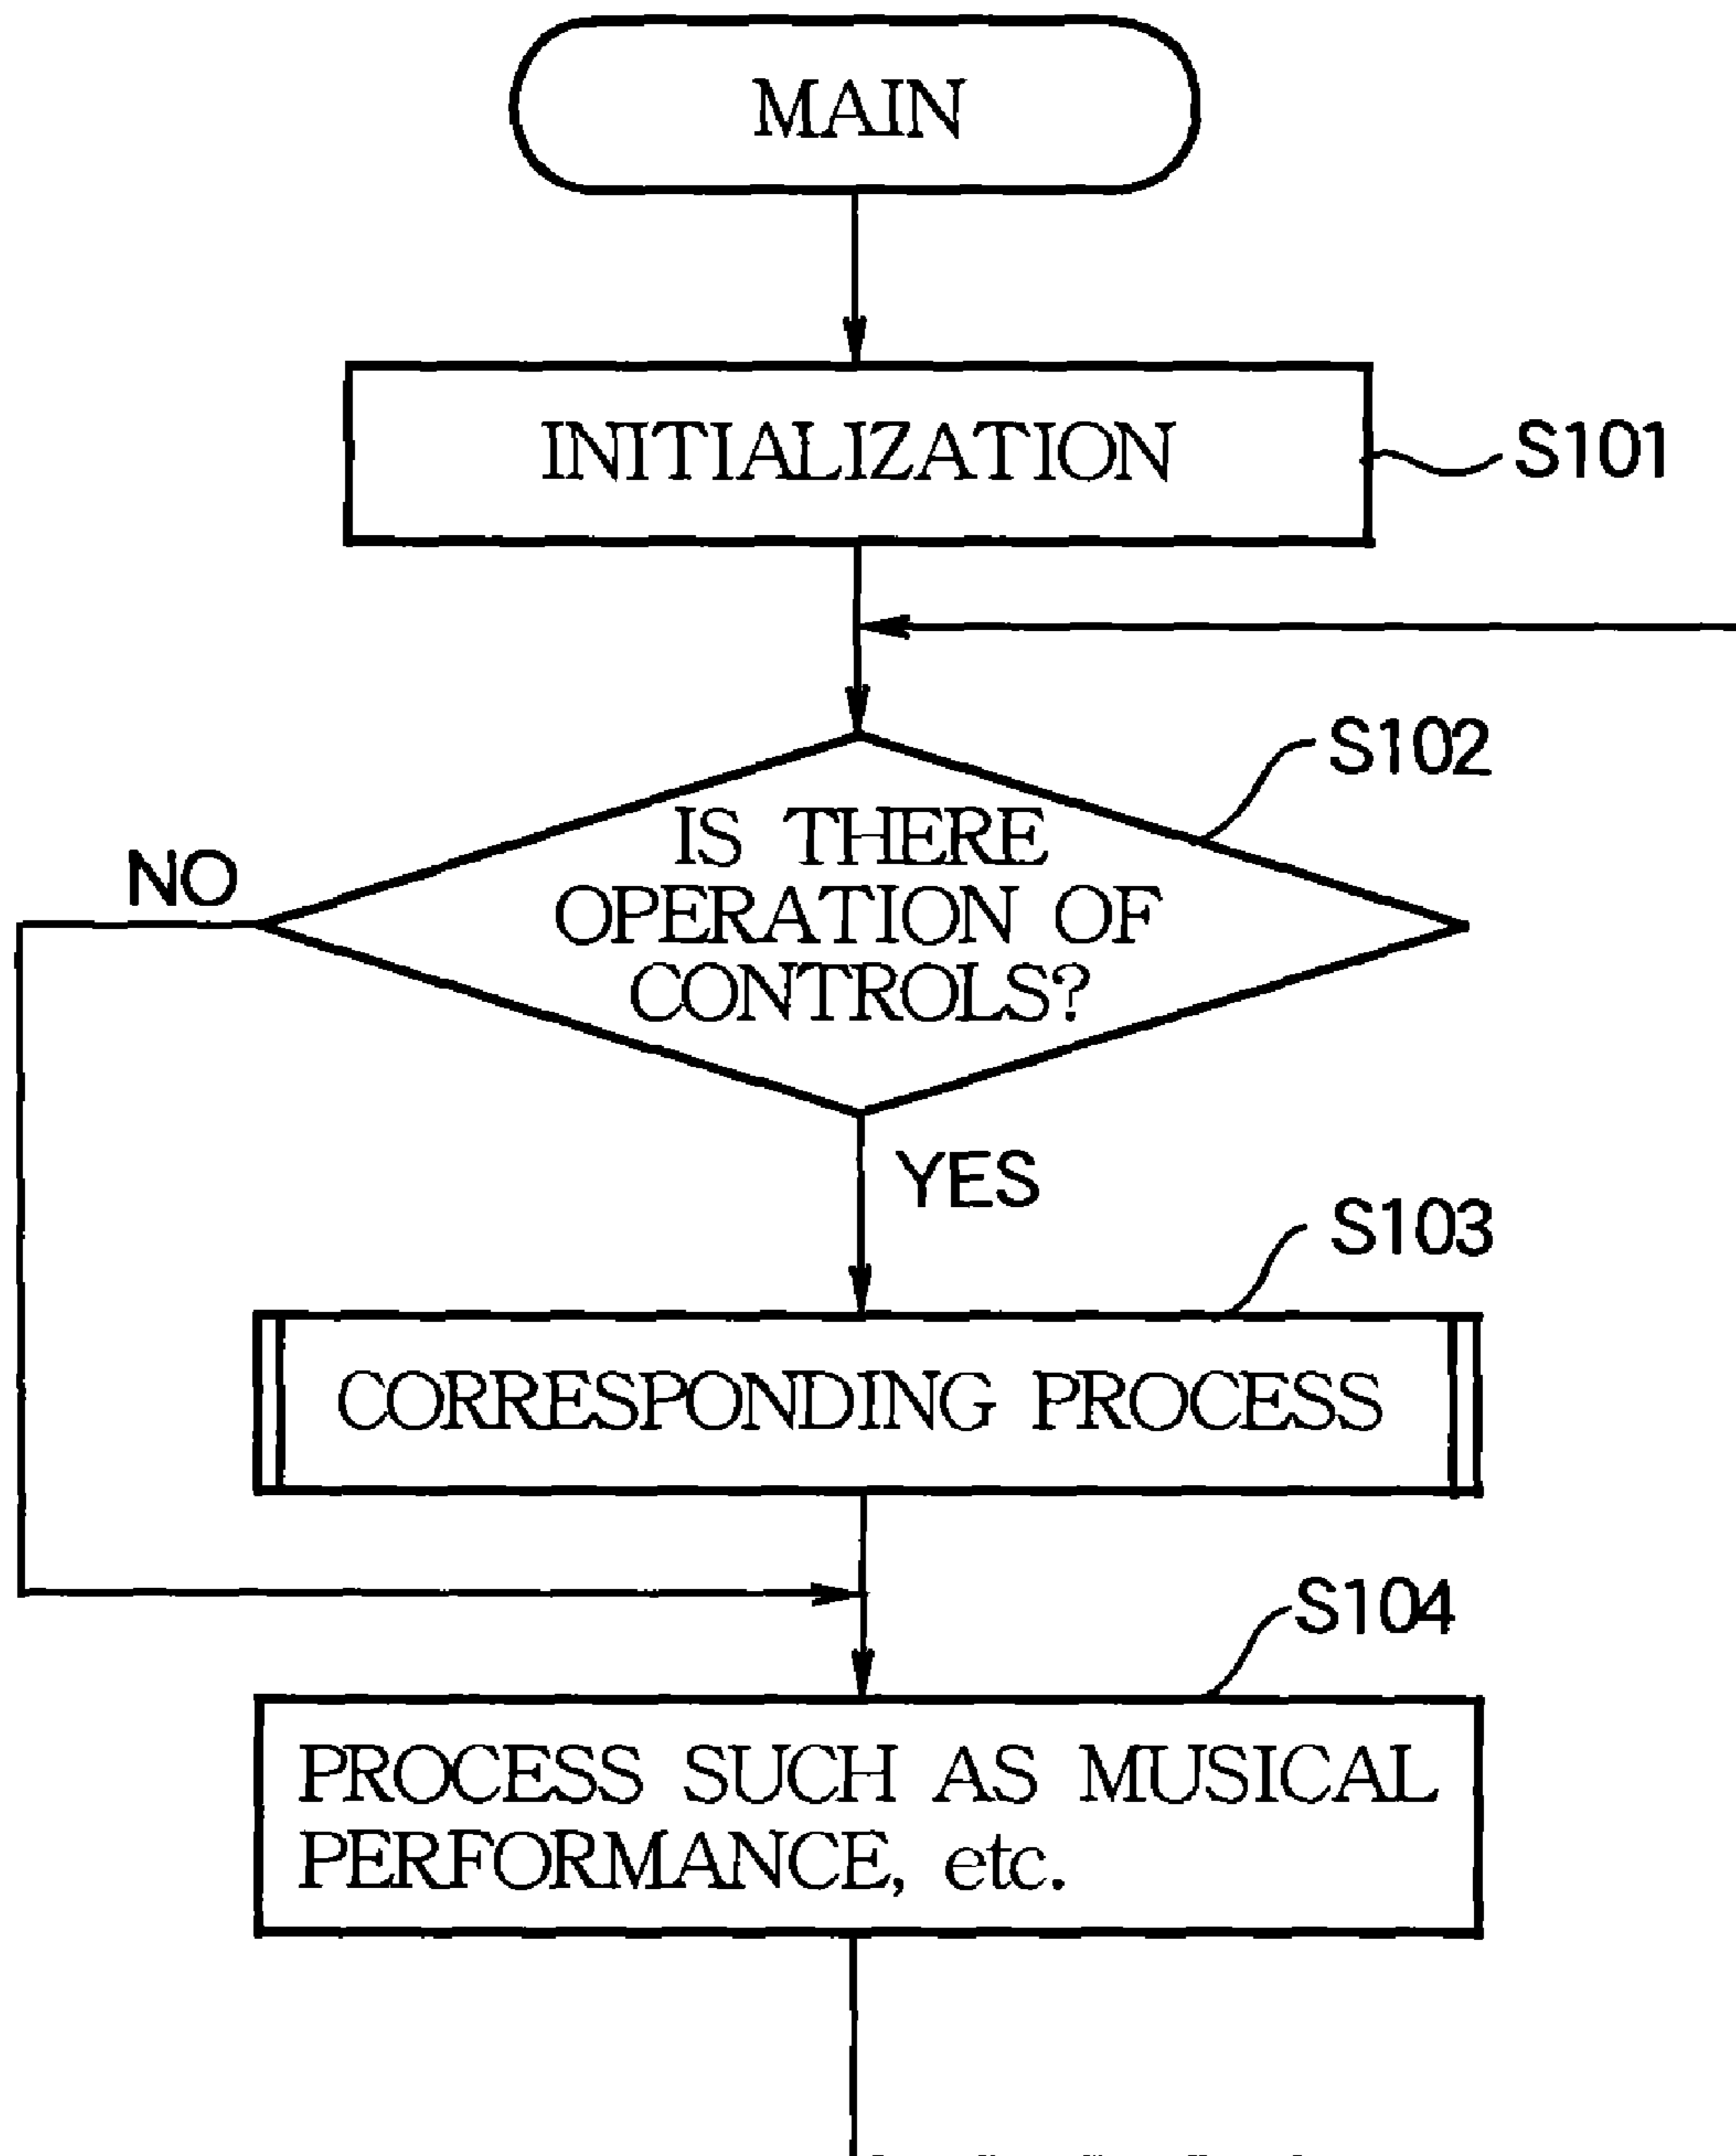 MAIN
INITIALIZATION
S101
S102
IS THERE
OPERATION OF
CONTROLS?
NO
YES
S103
CORRESPONDING PROCESS
S104
PROCESS SUCH AS MUSICAL
PERFORMANCE, etc.